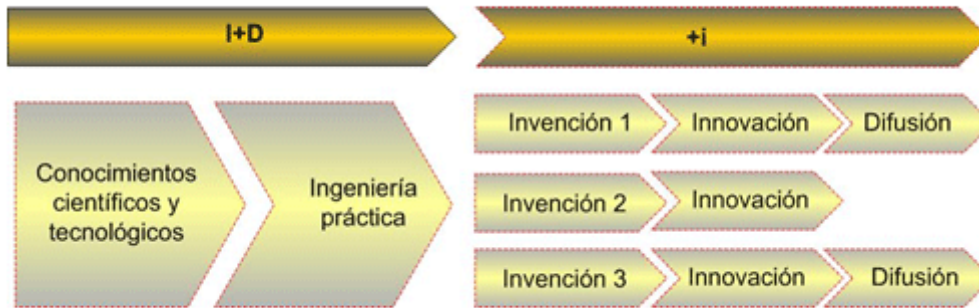 I+D
+i
Conocimientos
científicos y
tecnológicos
Ingeniería
práctica
Invención 1
Innovación
Difusión
Invención 2
Innovación
Invención 3
Innovación
Difusión